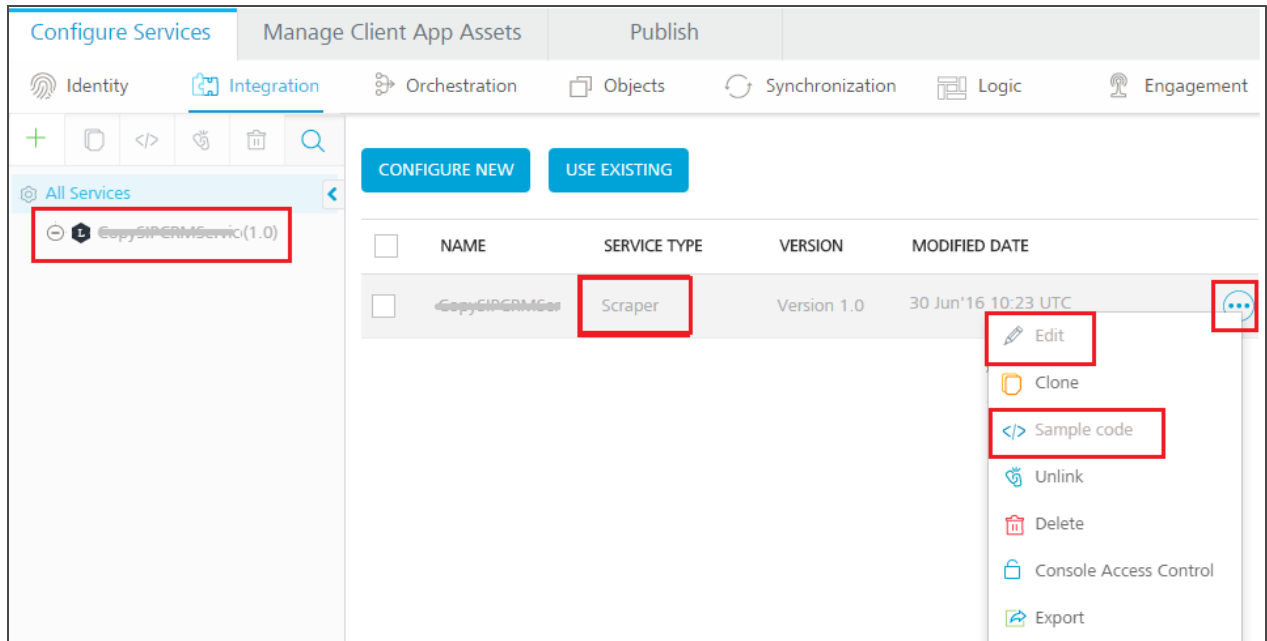 Configure Services Manage Client App Assets Publish
Identity Integration Orchestration Objects Synchronization Logic Engagement
CONFIGURE NEW USE EXISTING
All Services
L CopySIPCRMServic(1.0)
NAME SERVICE TYPE VERSION MODIFIED DATE
CopySIPCRMSer Scraper Version 1.0 30 Jun'16 10:23 UTC
Edit
Clone
</> Sample code
Unlink
Delete
Console Access Control
Export